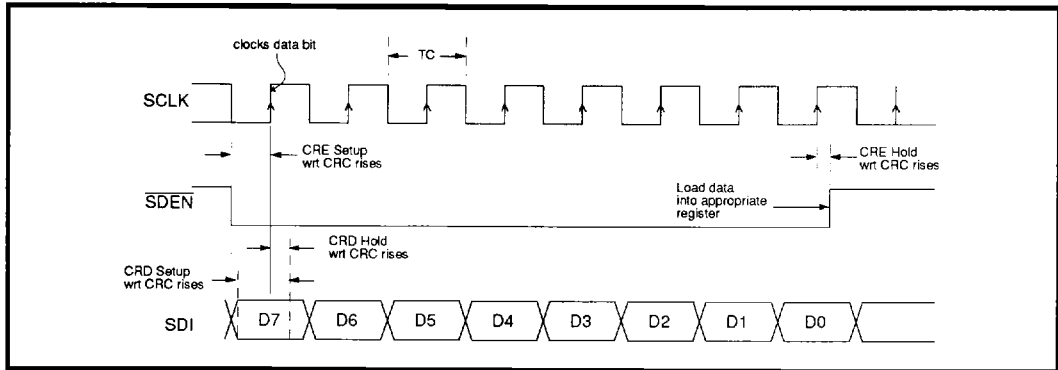 clocks data bit
TC
SCLK
CRE Setup
wrt CRC rises
CRE Hold
wrt CRC rises
SDEN
Load data
into appropriate
register
CRD Hold
wrt CRC rises
CRD Setup
wrt CRC rises
SDI
D7
D6
D5
D4
D3
D2
D1
D0